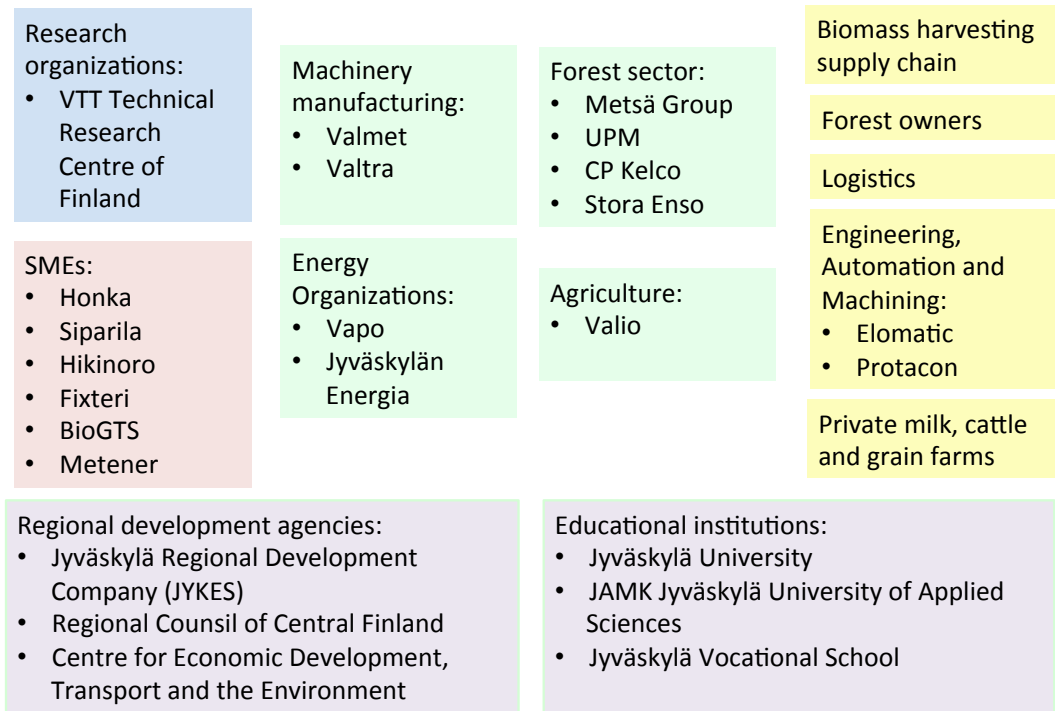 Research
organizations:
• VTT Technical
Research
Centre of
Finland
Machinery
manufacturing:
• Valmet
• Valtra
Forest sector:
• Metsä Group
• UPM
• CP Kelco
• Stora Enso
Biomass harvesting
supply chain
Forest owners
Logistics
SMEs:
• Honka
• Siparila
• Hikinoro
• Fixteri
• BioGTS
• Metener
Energy
Organizations:
• Vapo
• Jyväskylän
Energia
Agriculture:
• Valio
Engineering,
Automation and
Machining:
• Elomatic
• Protacon
Private milk, cattle
and grain farms
Regional development agencies:
• Jyväskylä Regional Development
Company (JYKES)
• Regional Counsil of Central Finland
• Centre for Economic Development,
Transport and the Environment
Educational institutions:
• Jyväskylä University
• JAMK Jyväskylä University of Applied
Sciences
• Jyväskylä Vocational School